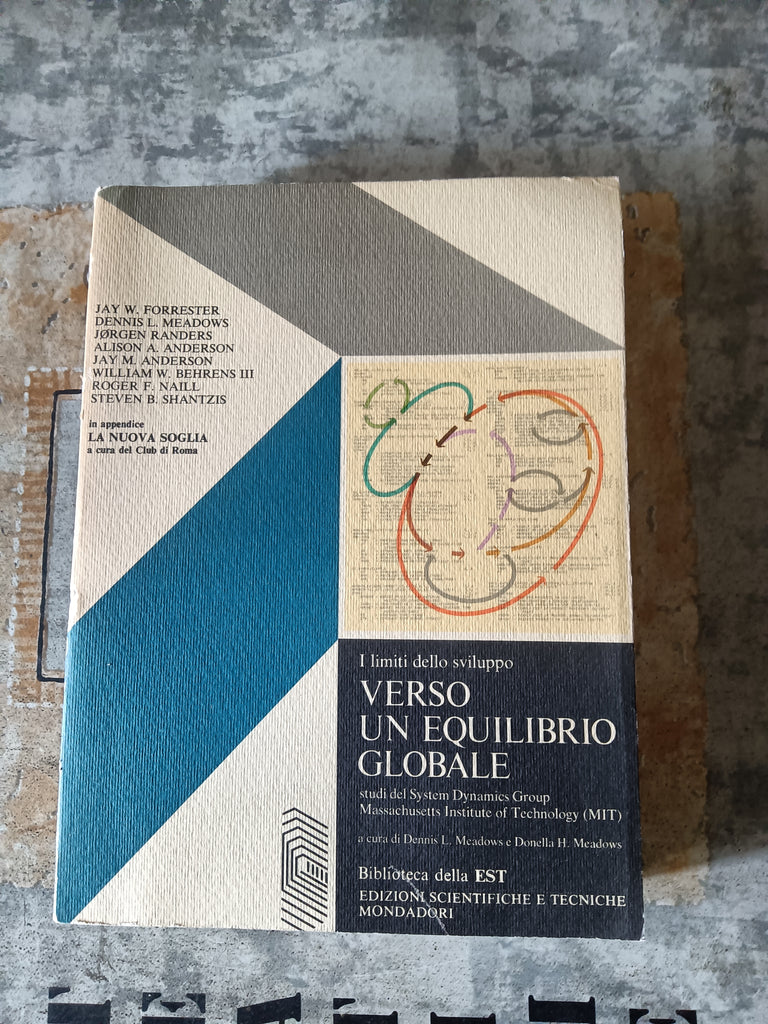 JAY W. FORRESTER
DENNIS L. MEADOWS
JØRGEN RANDERS
ALISON A. ANDERSON
JAY M. ANDERSON
WILLIAM W. BEHRENS III
ROGER F. NAILL
STEVEN B. SHANTZIS
in appendice
LA NUOVA SOGLIA
a cura del Club di Roma
I limiti dello sviluppo
VERSO
UN EQUILIBRIO
GLOBALE
studi del System Dynamics Group
Massachusetts Institute of Technology (MIT)
a cura di Dennis L. Meadows e Donella H. Meadows
Biblioteca della EST
EDIZIONI SCIENTIFICHE E TECNICHE
MONDADORI